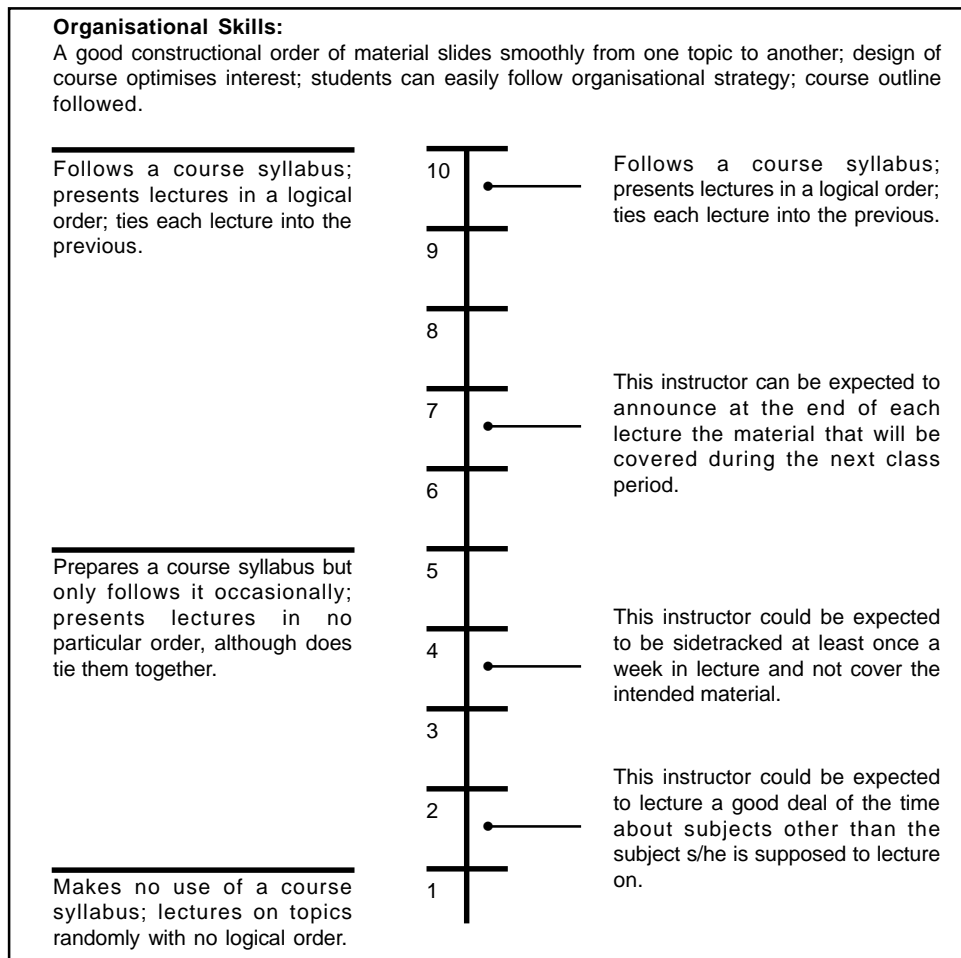 Organisational Skills:
A good constructional order of material slides smoothly from one topic to another; design of
course optimises interest; students can easily follow organisational strategy; course outline
followed.
Follows a course syllabus;
presents lectures in a logical
order; ties each lecture into the
previous.
10
Follows a course syllabus;
presents lectures in a logical order;
ties each lecture into the previous.
9
8
7
This instructor can be expected to
announce at the end of each
lecture the material that will be
covered during the next class
period.
6
Prepares a course syllabus but
only follows it occasionally;
presents lectures in no
particular order, although does
tie them together.
5
4
This instructor could be expected
to be sidetracked at least once a
week in lecture and not cover the
intended material.
3
2
This instructor could be expected
to lecture a good deal of the time
about subjects other than the
subject s/he is supposed to lecture
on.
Makes no use of a course
syllabus; lectures on topics
randomly with no logical order.
1